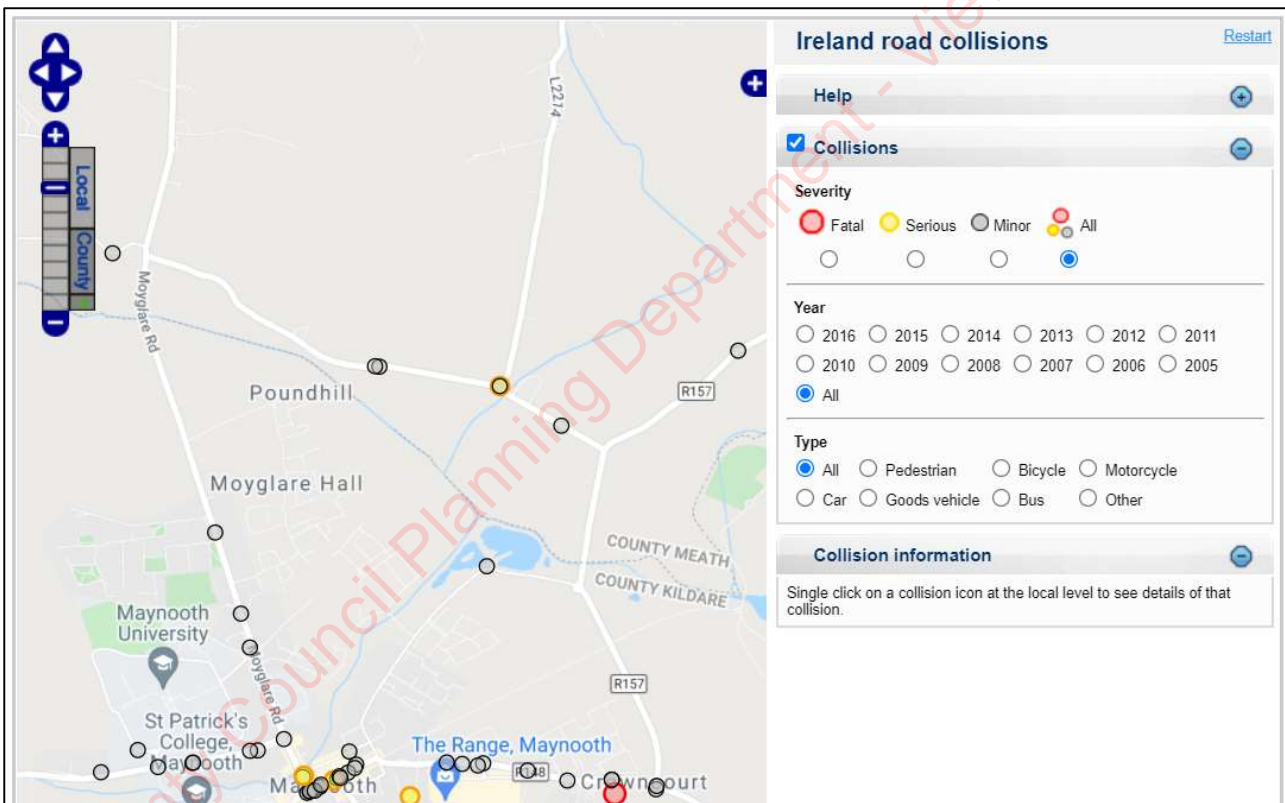 L2214
Local
County
Moyglare Rd
Poundhill
R157
Moyglare Hall
COUNTY MEATH
COUNTY KILDARE
Maynooth
University
Moyglare Rd
R157
St Patrick's
College,
Maynooth
The Range, Maynooth
R148
Maynooth
Crowncourt
County Council Planning Department - Vie
Ireland road collisions
Restart
Help
Collisions
Severity
Fatal Serious Minor All
Year
2016 2015 2014 2013 2012 2011
2010 2009 2008 2007 2006 2005
All
Type
All Pedestrian Bicycle Motorcycle
Car Goods vehicle Bus Other
Collision information
Single click on a collision icon at the local level to see details of that
collision.